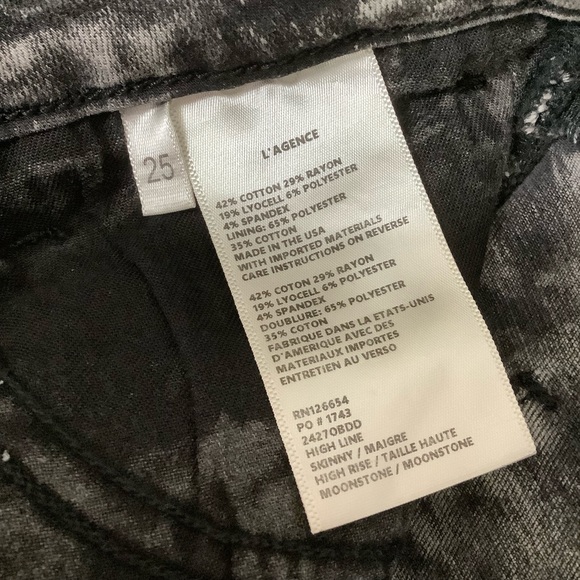 25
L'AGENCE
42% COTTON 29% RAYON
19% LYOCELL 6% POLYESTER
4% SPANDEX
LINING: 65% POLYESTER
35% COTTON
MADE IN THE USA
WITH IMPORTED MATERIALS
CARE INSTRUCTIONS ON REVERSE
42% COTON 29% RAYON
19% LYOCELL 6% POLYESTER
4% SPANDEX
DOUBLURE: 65% POLYESTER
35% COTON
FABRIQUE DANS LA ETATS-UNIS
D'AMERIQUE AVEC DES
MATERIAUX IMPORTES
ENTRETIEN AU VERSO
RN126654
PO # 1743
2427OBDD
HIGH LINE
SKINNY / MAIGRE
HIGH RISE / TAILLE HAUTE
MOONSTONE / MOONSTONE